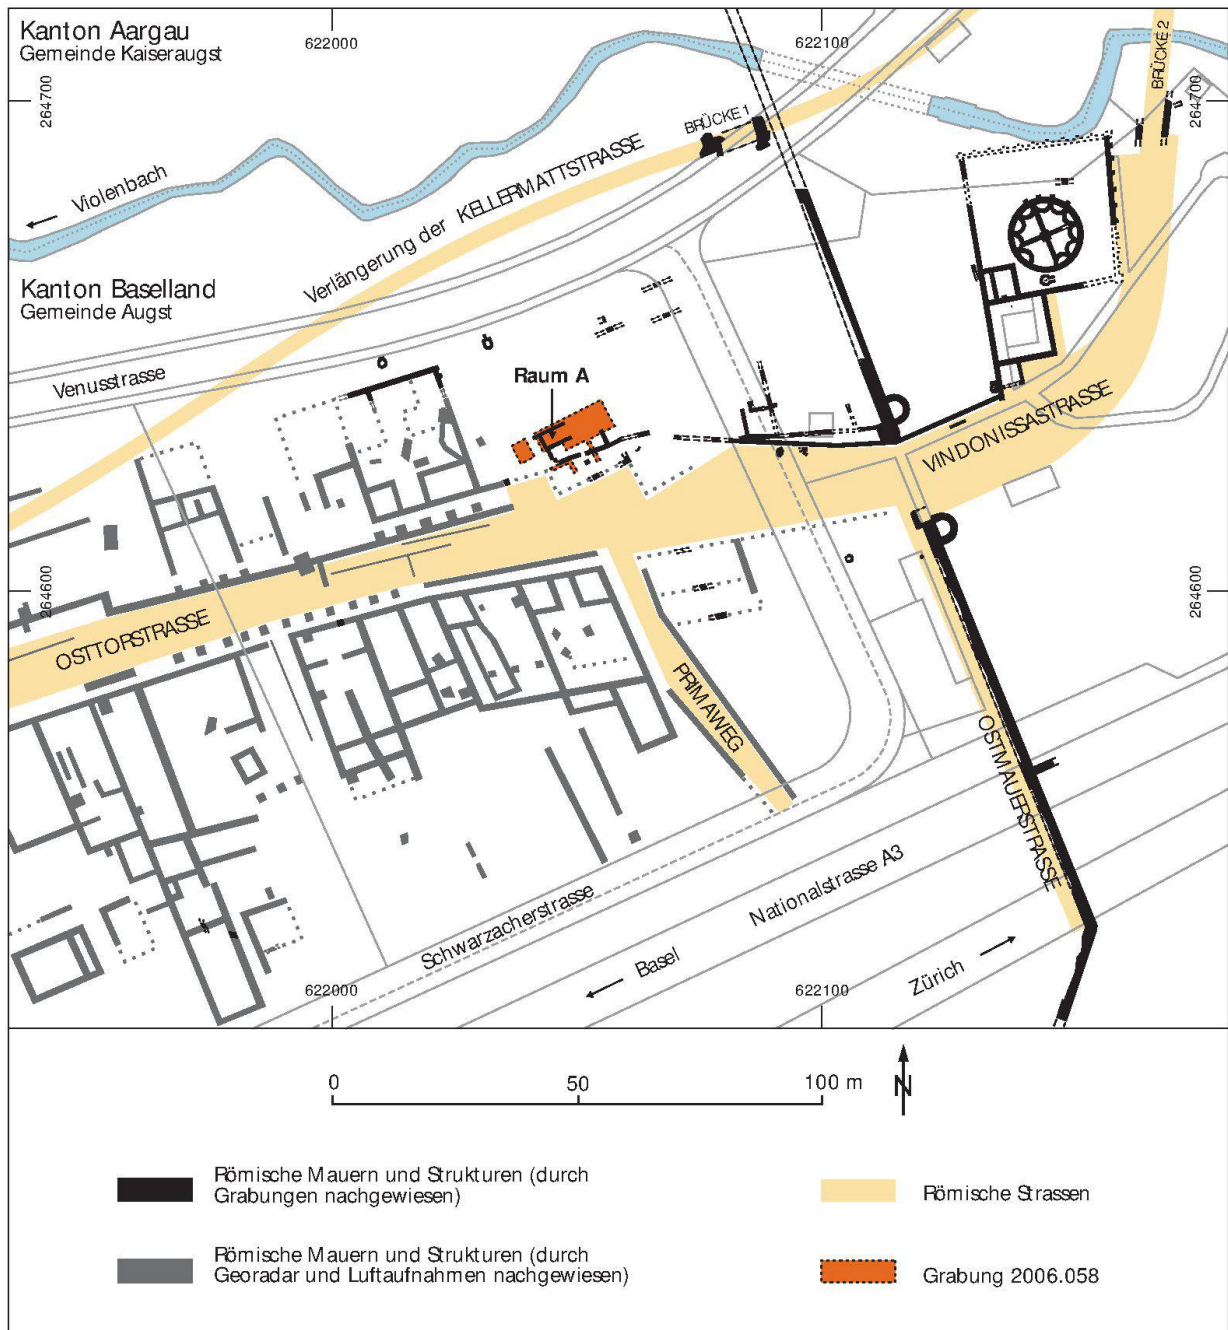 Kanton Aargau
Gemeinde Kaiseraugst
622000
622100
BRÜCKE 2
264700
264700
BRÜCKE 1
Violenbach
Verlängerung der KELLERMATTSTRASSE
Kanton Baselland
Gemeinde Augst
Venusstrasse
Raum A
VINDONISSASTRASSE
264600
264600
OSTTORSTRASSE
PRIMAWEG
OSTMAUERSTRASSE
Nationalstrasse A3
Schwarzacherstrasse
Basel
Zürich
622000
622100
0 50 100 m
N
Römische Mauern und Strukturen (durch
Grabungen nachgewiesen)
Römische Strassen
Römische Mauern und Strukturen (durch
Georadar und Luftaufnahmen nachgewiesen)
Grabung 2006.058